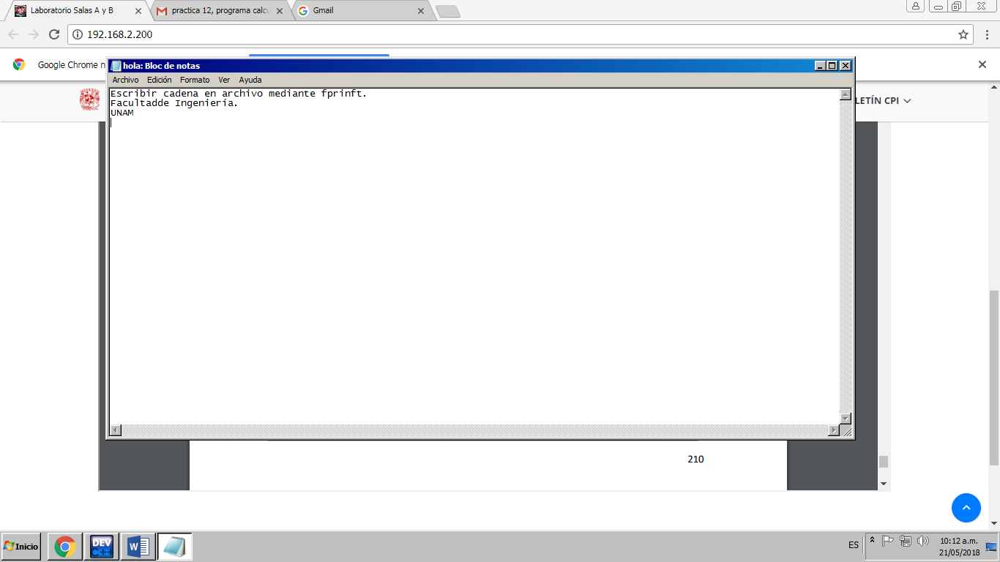 Laboratorio Salas A y B
practica 12, programa calcu
Gmail
192.168.2.200
Google Chrome n
hola: Bloc de notas
Archivo Edición Formato Ver Ayuda
Escribir cadena en archivo mediante fprinft.
Facultadde Ingeniería.
UNAM
LETÍN CPI
210
Inicio
DEV
C++
ES
10:12 a.m.
21/05/2018